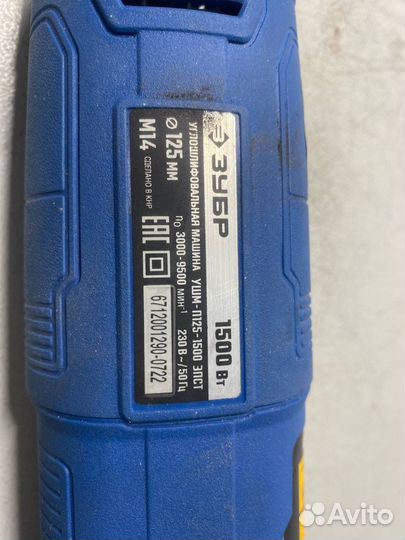 ЗУБР
1500 Вт
УГЛОШЛИФОВАЛЬНАЯ МАШИНА УШМ-П125-1500 ЭПСТ
Ø 125 ММ
n₀ 3000-9500 МИН⁻¹
230 В ~ / 50 Гц
М14
СДЕЛАНО В КНР
EAC
6712001290-0722
Avito